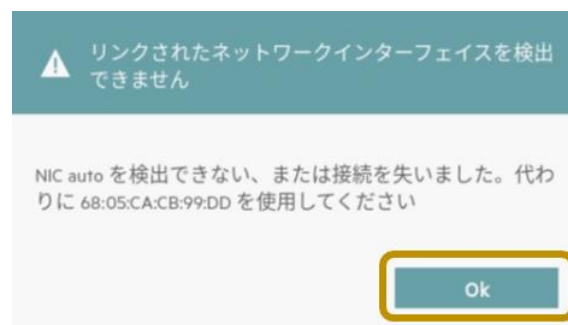 リンクされたネットワークインターフェイスを検出
できません
NIC auto を検出できない、または接続を失いました。代わ
りに 68:05:CA:CB:99:DD を使用してください
Ok